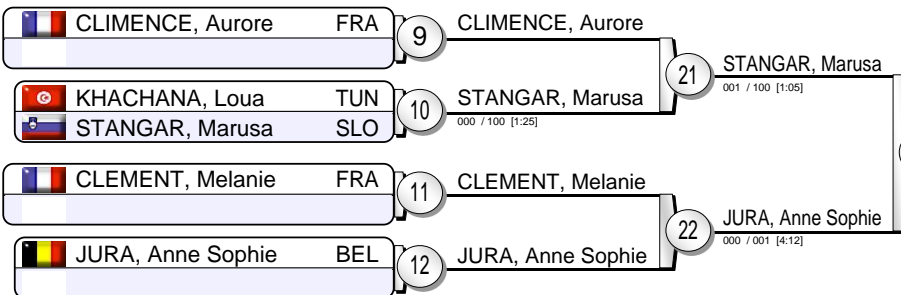 CLIMENCE, Aurore FRA
9
CLIMENCE, Aurore
KHACHANA, Loua TUN
STANGAR, Marusa SLO
10
STANGAR, Marusa
000 / 100 [1:25]
21
STANGAR, Marusa
001 / 100 [1:05]
CLEMENT, Melanie FRA
11
CLEMENT, Melanie
JURA, Anne Sophie BEL
12
JURA, Anne Sophie
22
JURA, Anne Sophie
000 / 001 [4:12]